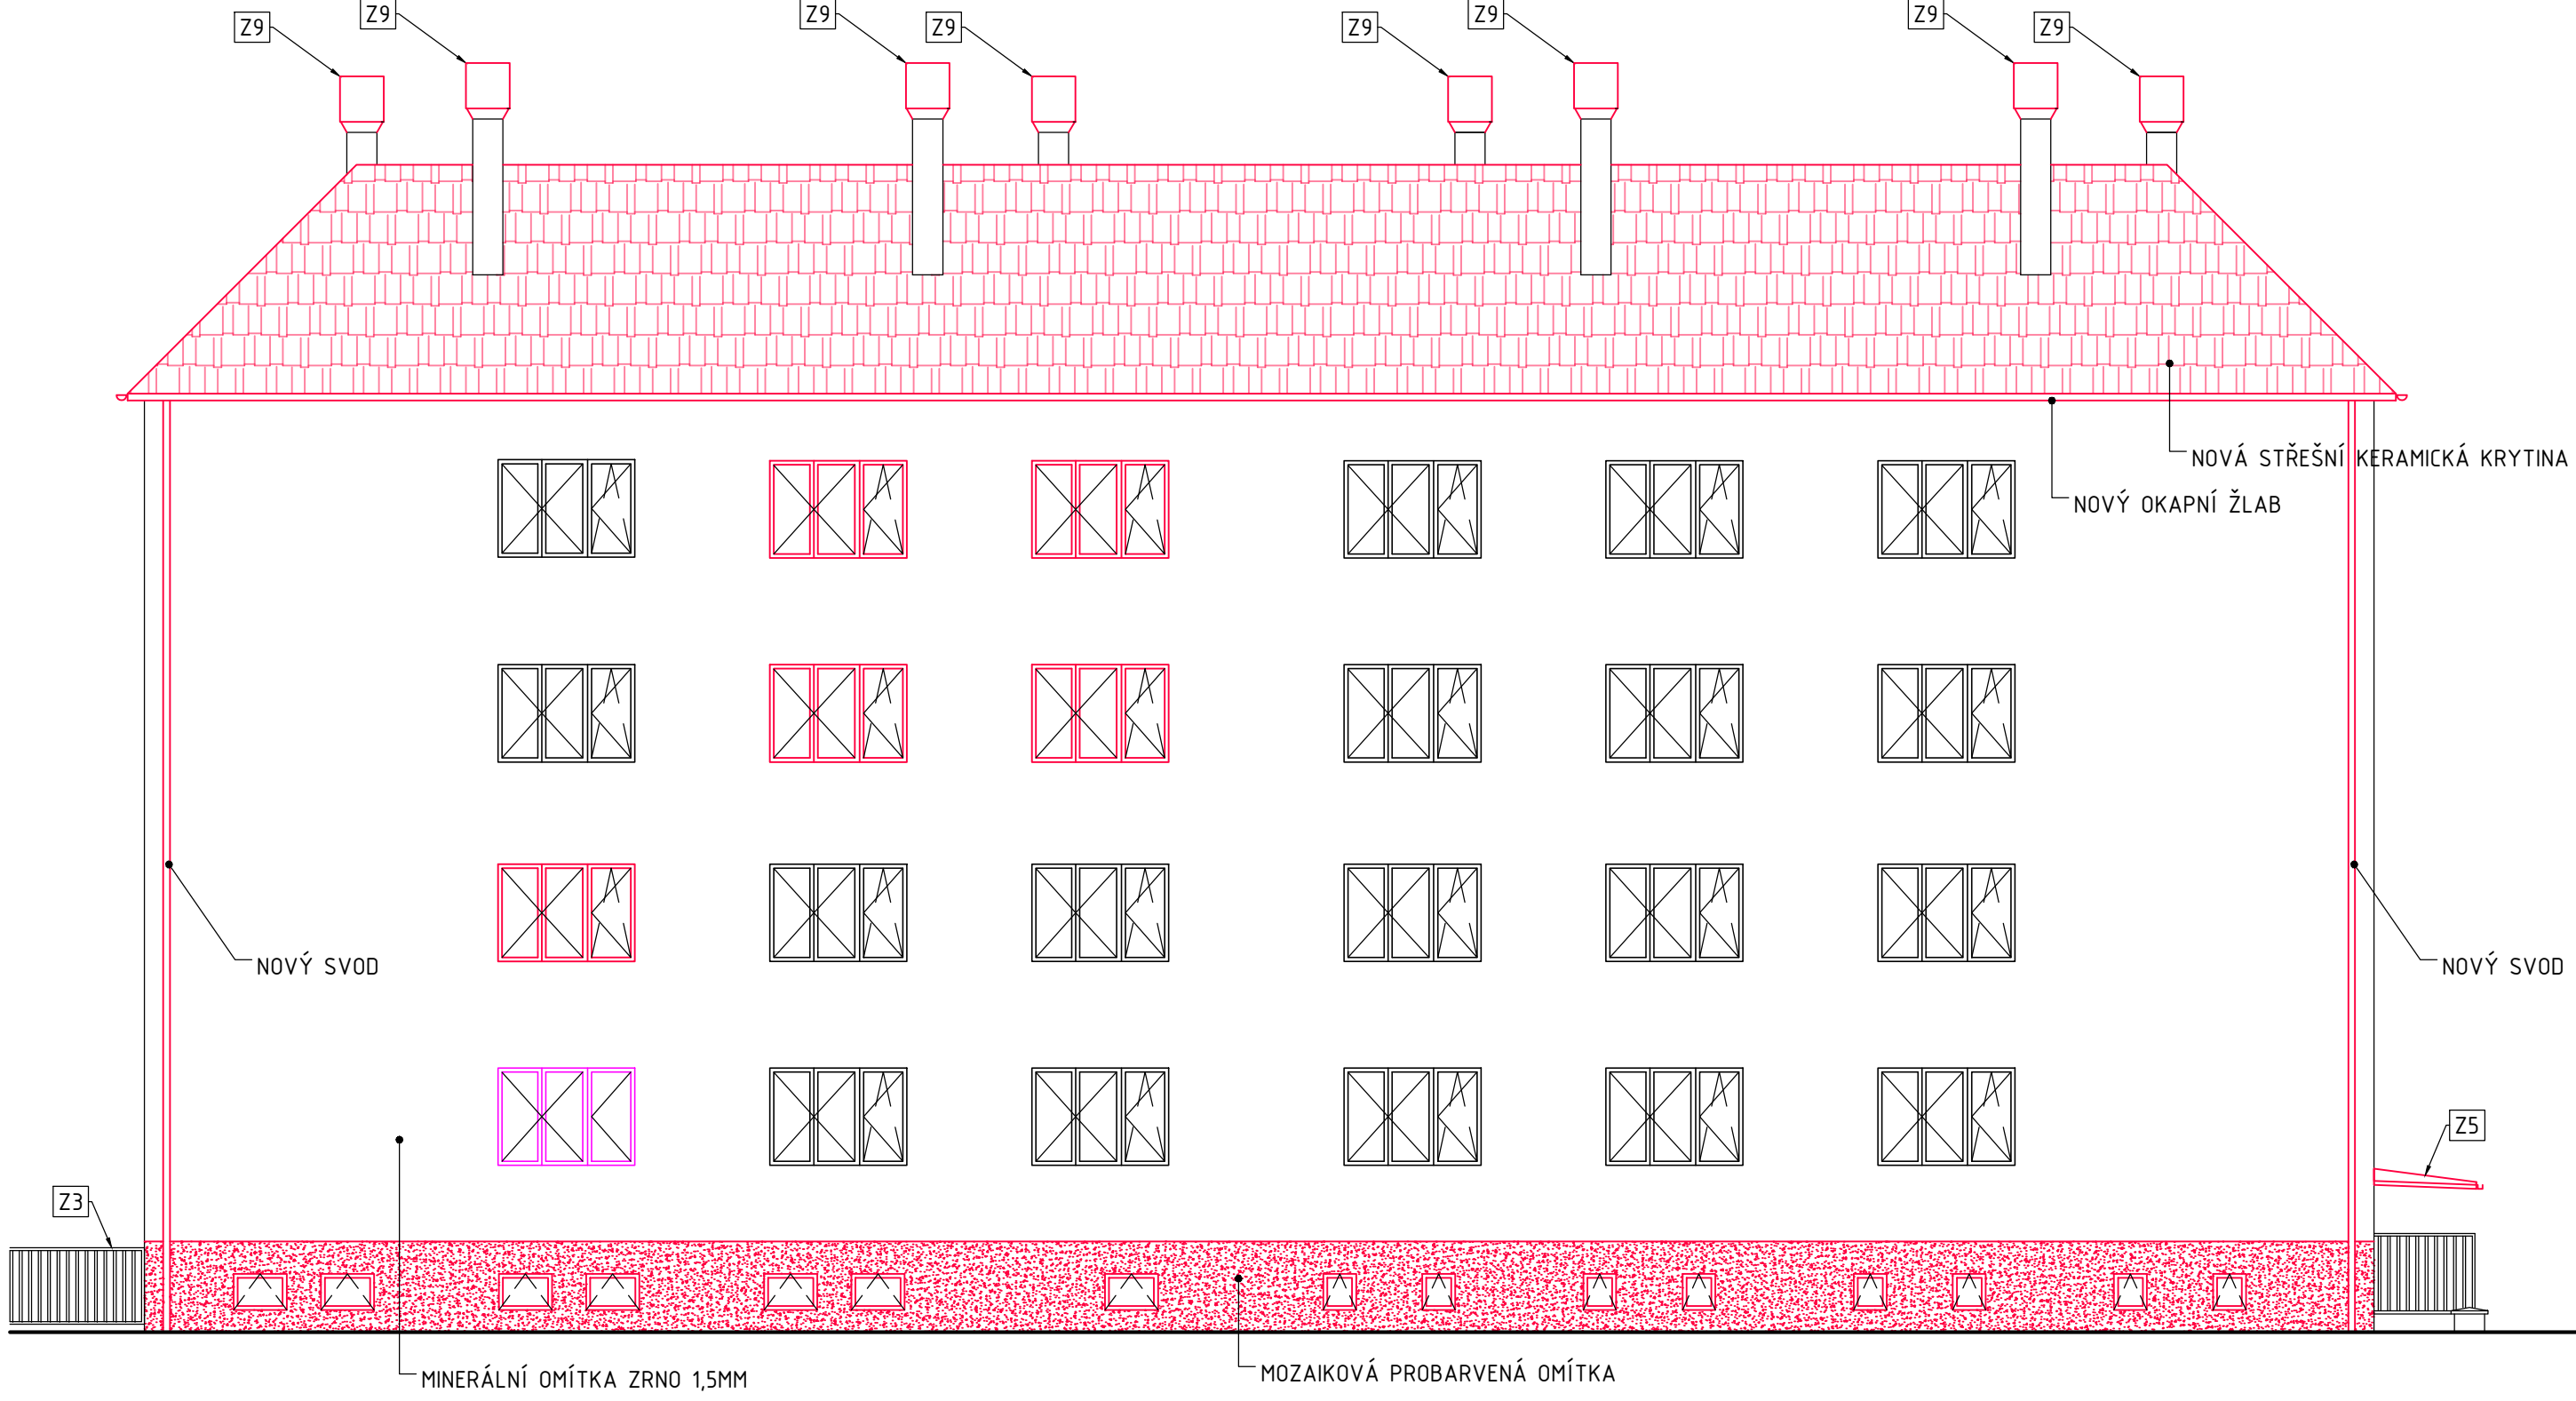 Z9
Z9
Z9
Z9
Z9
Z9
Z9
Z9
NOVÁ STŘEŠNÍ KERAMICKÁ KRYTINA
NOVÝ OKAPNÍ ŽLAB
NOVÝ SVOD
NOVÝ SVOD
Z5
Z3
MINERÁLNÍ OMÍTKA ZRNO 1,5MM
MOZAIKOVÁ PROBARVENÁ OMÍTKA